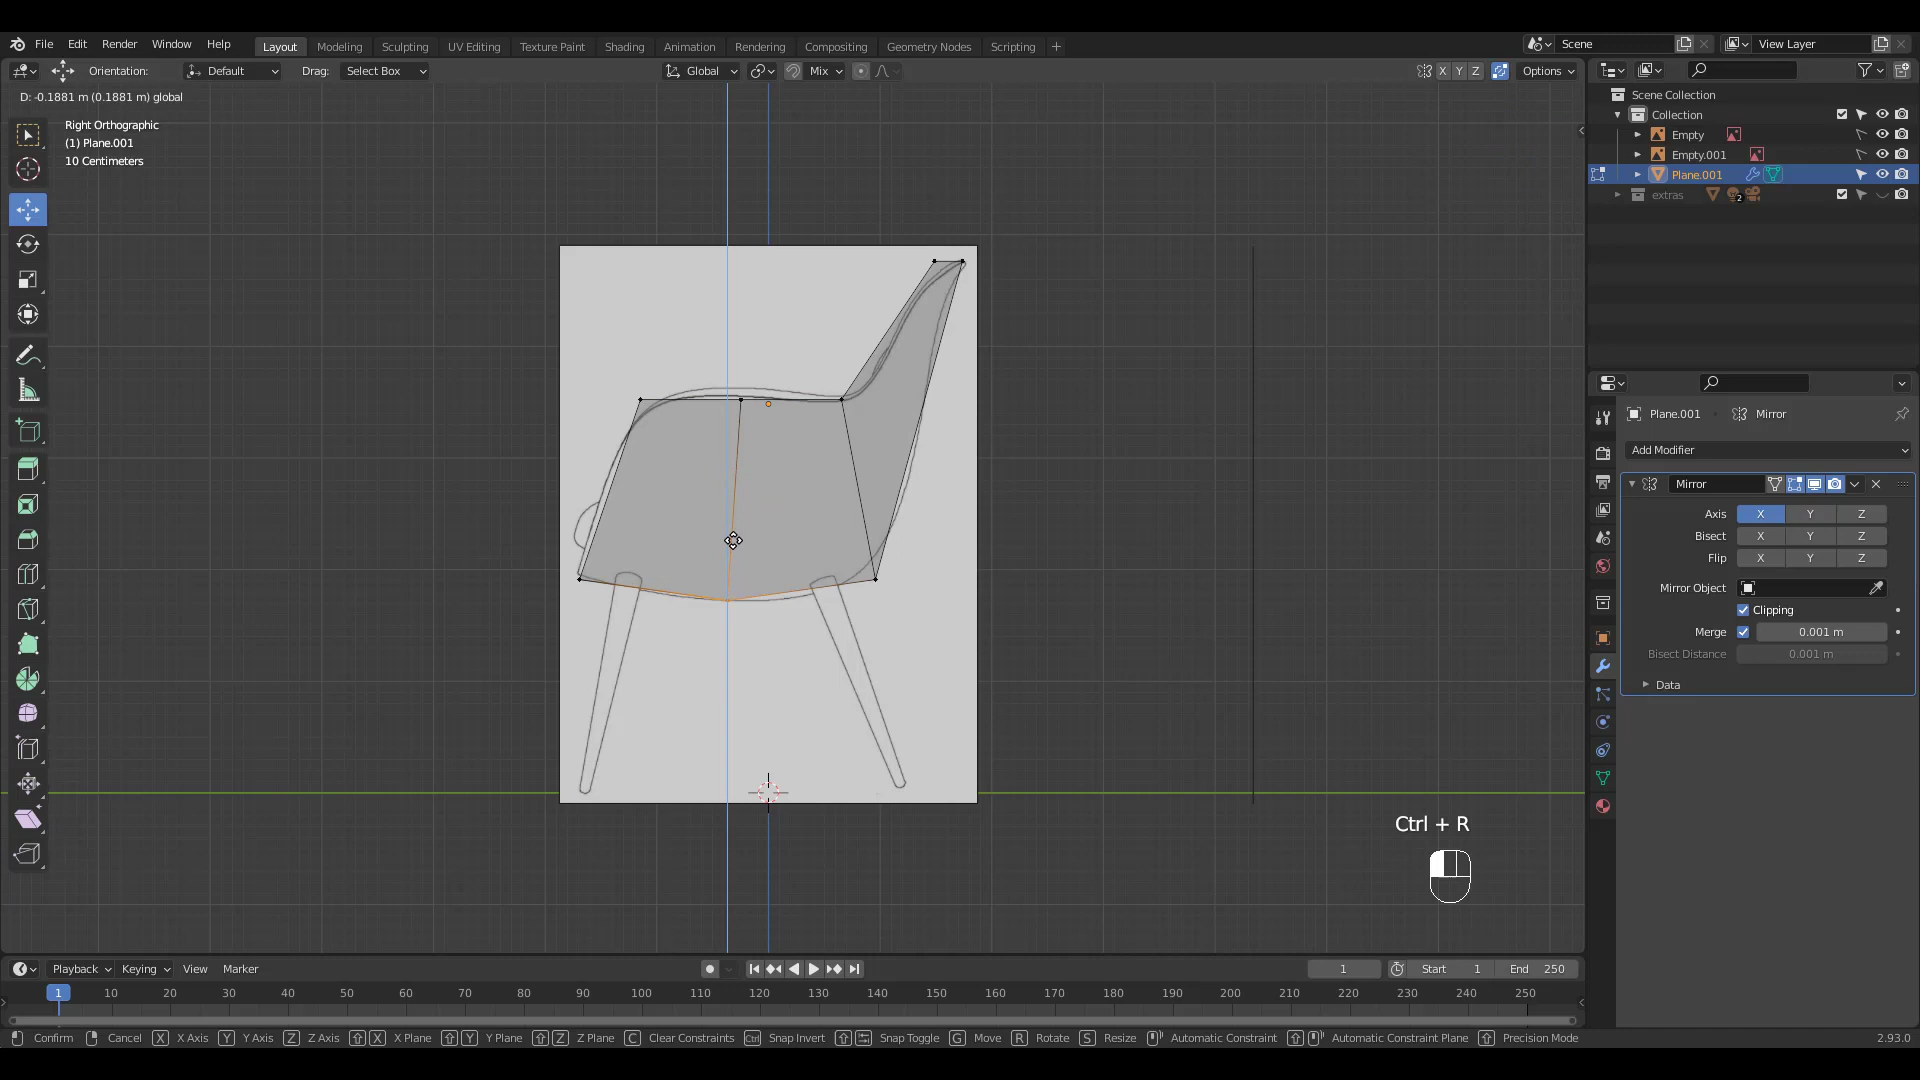 File Edit Render Window Help Layout Modeling Sculpting UV Editing Texture Paint Shading Animation Rendering Compositing Geometry Nodes Scripting + Scene View Layer
Orientation: Default Drag: Select Box Global Mix X Y Z Options
D: -0.1881 m (0.1881 m) global
Right Orthographic
(1) Plane.001
10 Centimeters
Scene Collection
Collection
Empty
Empty.001
Plane.001
extras 2
Plane.001 Mirror
Add Modifier
Mirror
Axis X Y Z
Bisect X Y Z
Flip X Y Z
Mirror Object
Clipping
Merge 0.001 m
Bisect Distance 0.001 m
Data
Ctrl + R
Playback Keying View Marker 1 Start 1 End 250
1 10 20 30 40 50 60 70 80 90 100 110 120 130 140 150 160 170 180 190 200 210 220 230 240 250
Confirm Cancel X X Axis Y Y Axis Z Z Axis X X Plane Y Y Plane Z Z Plane C Clear Constraints Ctrl Snap Invert Snap Toggle G Move R Rotate S Resize Automatic Constraint Automatic Constraint Plane Precision Mode 2.93.0